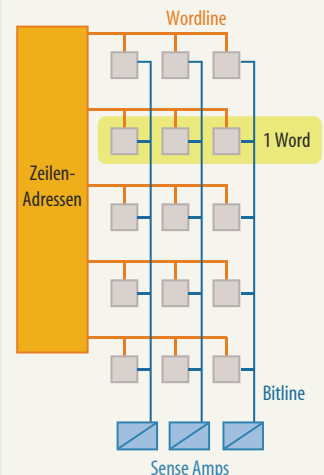 Wordline
1 Word
Zeilen-
Adressen
Bitline
Sense Amps